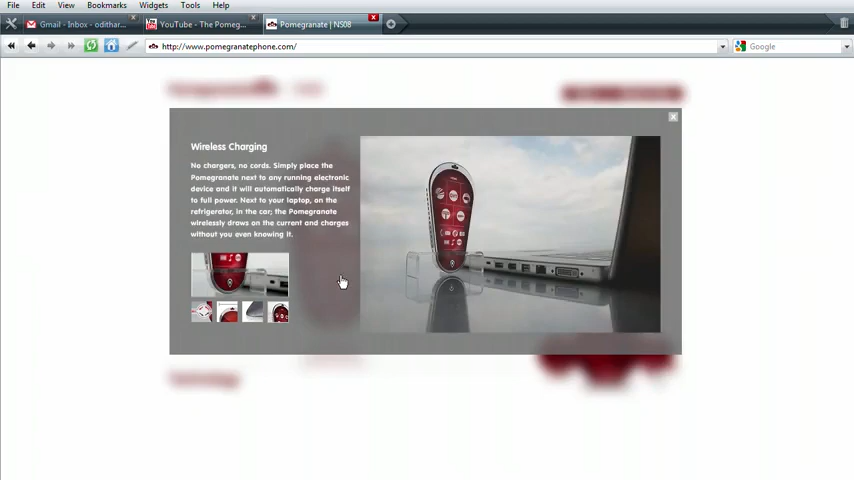 File Edit View Bookmarks Widgets Tools Help
Gmail - Inbox - odithar... YouTube - The Pomeg... Pomegranate | NS08
http://www.pomegranatephone.com/ Google
Wireless Charging
No chargers, no cords. Simply place the
Pomegranate next to any running electronic
device and it will automatically charge itself
to full power. Next to your laptop, on the
refrigerator, in the car; the Pomegranate
wirelessly draws on the current and charges
without you even knowing it.
Technology